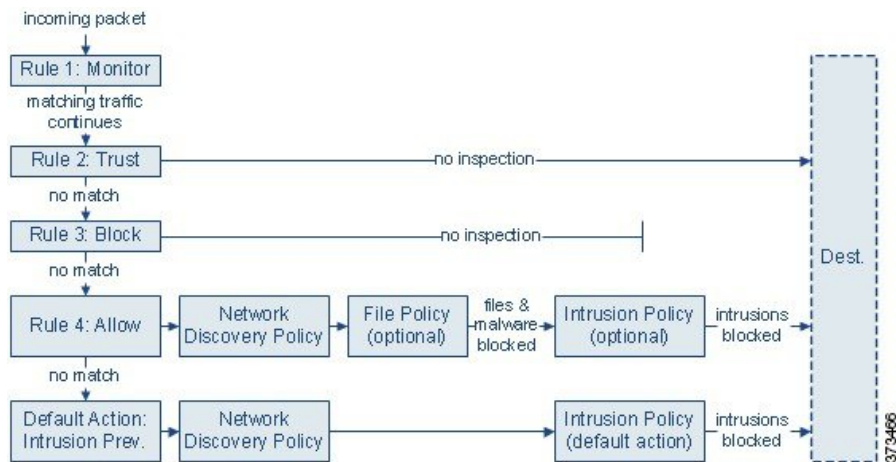 incoming packet
Rule 1: Monitor
matching traffic
continues
Rule 2: Trust
no inspection
no match
Rule 3: Block
no inspection
no match
Rule 4: Allow
Network
Discovery Policy
File Policy
(optional)
files &
malware
blocked
Intrusion Policy
(optional)
intrusions
blocked
Dest.
no match
Default Action:
Intrusion Prev.
Network
Discovery Policy
Intrusion Policy
(default action)
intrusions
blocked
373466